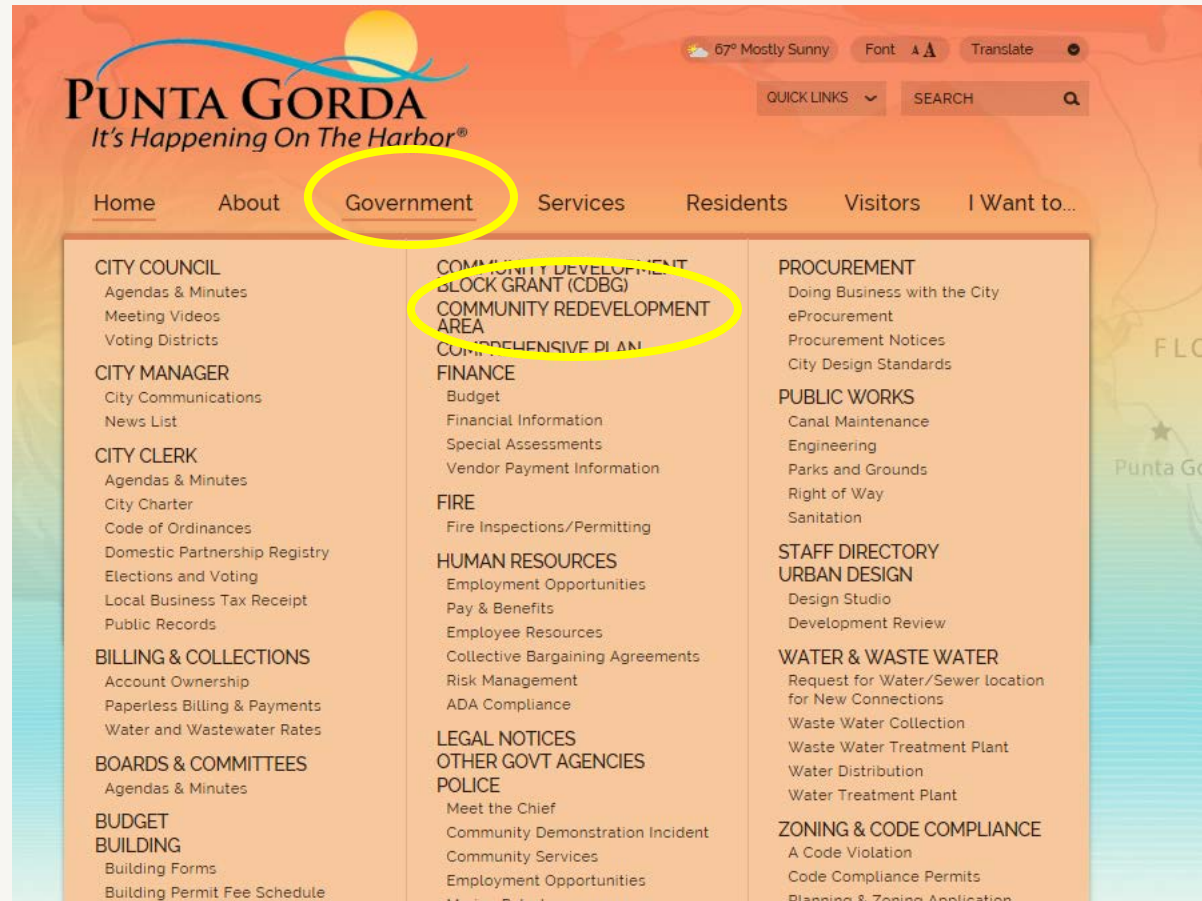 67° Mostly Sunny Font A A Translate
QUICK LINKS SEARCH
PUNTA GORDA
It's Happening On The Harbor®
Home About Government Services Residents Visitors I Want to...
CITY COUNCIL
Agendas & Minutes
Meeting Videos
Voting Districts
CITY MANAGER
City Communications
News List
CITY CLERK
Agendas & Minutes
City Charter
Code of Ordinances
Domestic Partnership Registry
Elections and Voting
Local Business Tax Receipt
Public Records
BILLING & COLLECTIONS
Account Ownership
Paperless Billing & Payments
Water and Wastewater Rates
BOARDS & COMMITTEES
Agendas & Minutes
BUDGET
BUILDING
Building Forms
Building Permit Fee Schedule
COMMUNITY DEVELOPMENT
BLOCK GRANT (CDBG)
COMMUNITY REDEVELOPMENT
AREA
COMPREHENSIVE PLAN
FINANCE
Budget
Financial Information
Special Assessments
Vendor Payment Information
FIRE
Fire Inspections/Permitting
HUMAN RESOURCES
Employment Opportunities
Pay & Benefits
Employee Resources
Collective Bargaining Agreements
Risk Management
ADA Compliance
LEGAL NOTICES
OTHER GOVT AGENCIES
POLICE
Meet the Chief
Community Demonstration Incident
Community Services
Employment Opportunities
PROCUREMENT
Doing Business with the City
eProcurement
Procurement Notices
City Design Standards
PUBLIC WORKS
Canal Maintenance
Engineering
Parks and Grounds
Right of Way
Sanitation
STAFF DIRECTORY
URBAN DESIGN
Design Studio
Development Review
WATER & WASTE WATER
Request for Water/Sewer location
for New Connections
Waste Water Collection
Waste Water Treatment Plant
Water Distribution
Water Treatment Plant
ZONING & CODE COMPLIANCE
A Code Violation
Code Compliance Permits
Planning & Zoning Application
FLO
Punta Go